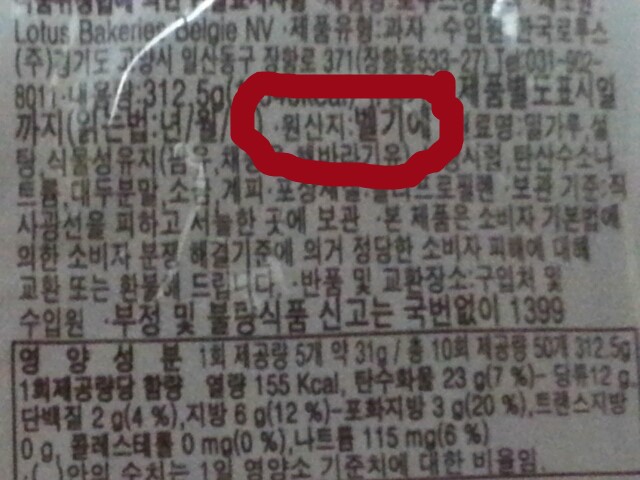 Lotus Bakeries Belgie NV ·제품유형:과자 ·수입원 한국로투스
(주)경기도 고양시 일산동구 장항로 371(장항동533-27) Tel:031-902-
801 ·내용량:312.5g 제품별도표시일
까지(읽는법:년/월/ ·원산지:벨기에 원료명:밀가루,설
탕,식물성유지(팜유, 해바라기유) 시럽, 탄산수소나
트륨,대두분말,소금,계피·포장재질:폴리프로필렌 ·보관 기준:직
사광선을 피하고 서늘한 곳에 보관 ·본 제품은 소비자 기본법에
의한 소비자 분쟁 해결기준에 의거 정당한 소비자 피해에 대해
교환 또는 환불에 드립니다. ·반품 및 교환장소:구입처 및
수입원 ·부정 및 불량식품 신고는 국번없이 1399
영 양 성 분 1회 제공량 5개 약 31g / 총 10회 제공량 50개 312.5g
1회제공량당 함량 열량 155 Kcal, 탄수화물 23 g(7 %)- 당류12 g
단백질 2 g(4 %),지방 6 g(12 %)-포화지방 3 g(20 %),트랜스지방
0 g, 콜레스테롤 0 mg(0 %),나트륨 115 mg(6 %)
·( )안의 수치는 1일 영양소 기준치에 대한 비율임.